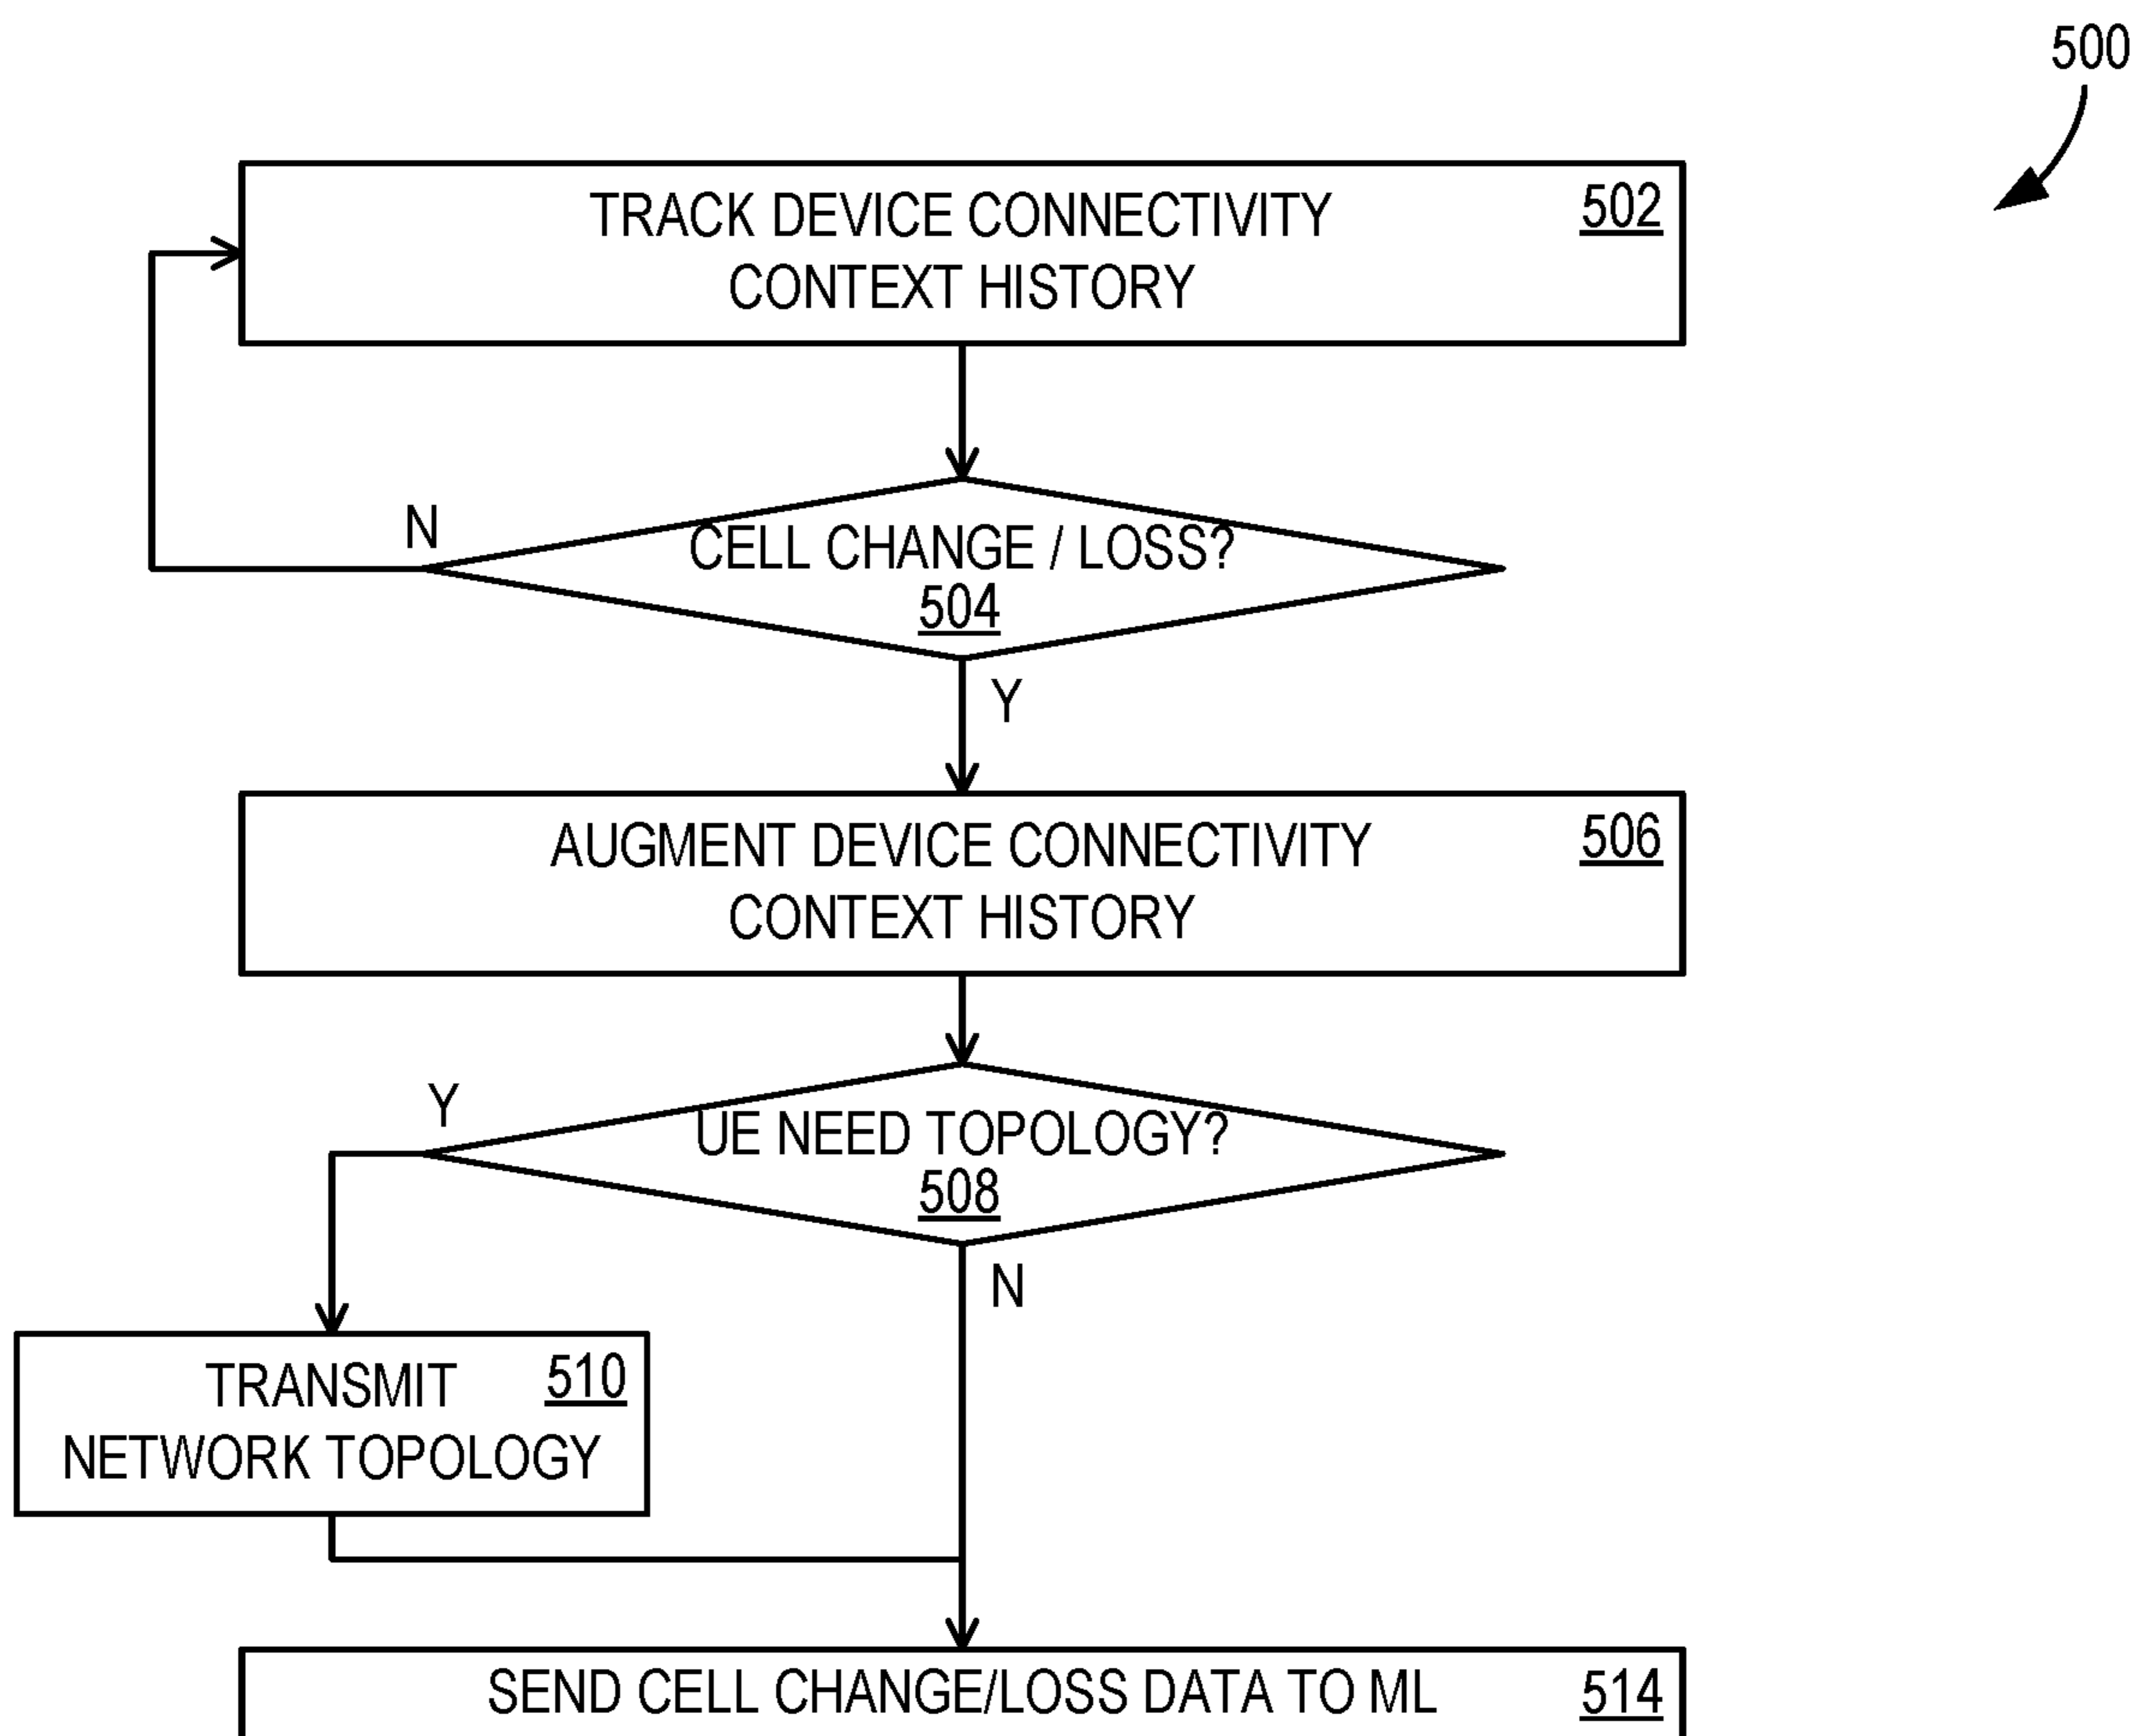 500
TRACK DEVICE CONNECTIVITY
CONTEXT HISTORY
502
N
CELL CHANGE / LOSS?
504
Y
AUGMENT DEVICE CONNECTIVITY
CONTEXT HISTORY
506
Y
UE NEED TOPOLOGY?
508
N
TRANSMIT
NETWORK TOPOLOGY
510
SEND CELL CHANGE/LOSS DATA TO ML
514